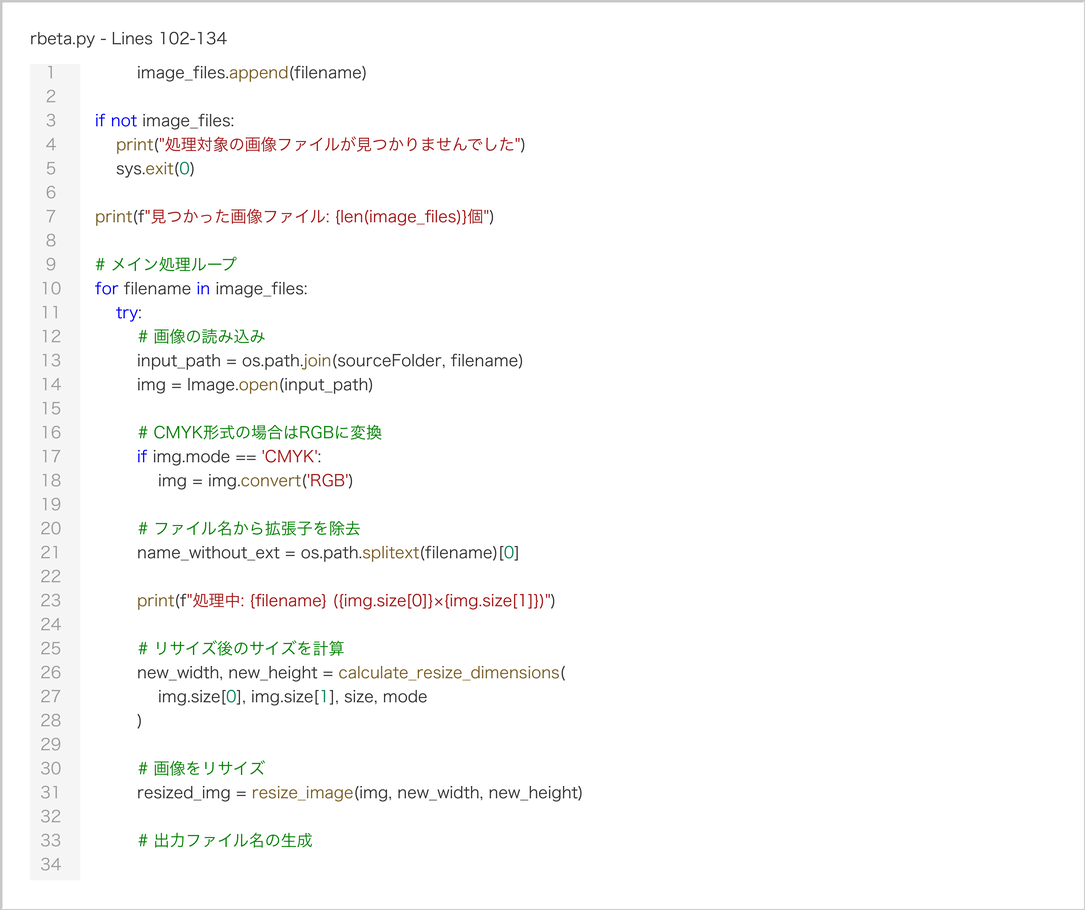 rbeta.py - Lines 102-134
1 image_files.append(filename)
2
3 if not image_files:
4 print("処理対象の画像ファイルが見つかりませんでした")
5 sys.exit(0)
6
7 print(f"見つかった画像ファイル: {len(image_files)}個")
8
9 # メイン処理ループ
10 for filename in image_files:
11 try:
12 # 画像の読み込み
13 input_path = os.path.join(sourceFolder, filename)
14 img = Image.open(input_path)
15
16 # CMYK形式の場合はRGBに変換
17 if img.mode == 'CMYK':
18 img = img.convert('RGB')
19
20 # ファイル名から拡張子を除去
21 name_without_ext = os.path.splitext(filename)[0]
22
23 print(f"処理中: {filename} ({img.size[0]}×{img.size[1]})")
24
25 # リサイズ後のサイズを計算
26 new_width, new_height = calculate_resize_dimensions(
27 img.size[0], img.size[1], size, mode
28 )
29
30 # 画像をリサイズ
31 resized_img = resize_image(img, new_width, new_height)
32
33 # 出力ファイル名の生成
34